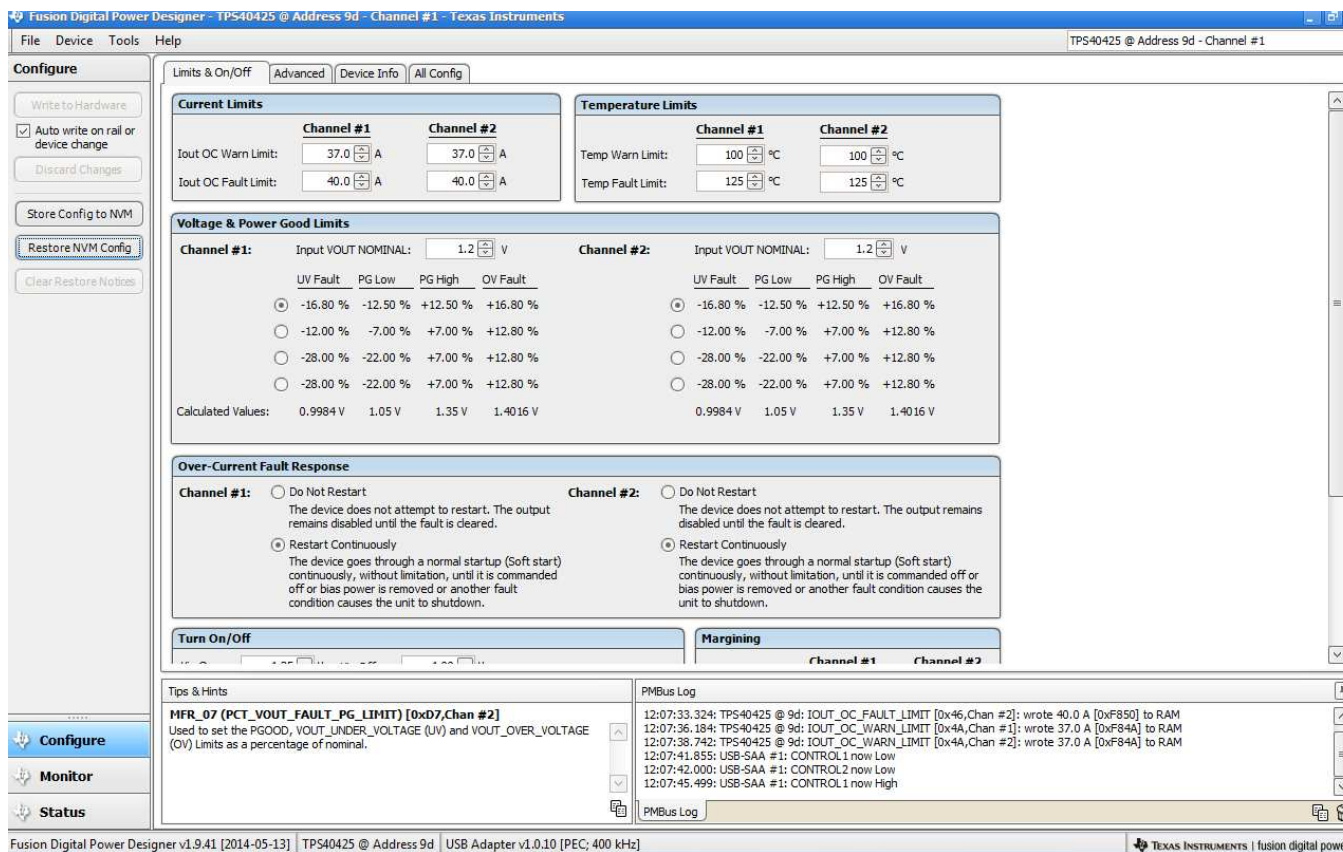 Fusion Digital Power Designer - TPS40425 @ Address 9d - Channel #1 - Texas Instruments
File Device Tools Help
TPS40425 @ Address 9d - Channel #1
Configure
Write to Hardware
Auto write on rail or
device change
Discard Changes
Store Config to NVM
Restore NVM Config
Clear Restore Notices
Limits & On/Off Advanced Device Info All Config
Current Limits
Channel #1 Channel #2
Iout OC Warn Limit: 37.0 A 37.0 A
Iout OC Fault Limit: 40.0 A 40.0 A
Temperature Limits
Channel #1 Channel #2
Temp Warn Limit: 100 ºC 100 ºC
Temp Fault Limit: 125 ºC 125 ºC
Voltage & Power Good Limits
Channel #1: Input VOUT NOMINAL: 1.2 V
UV Fault PG Low PG High OV Fault
-16.80 % -12.50 % +12.50 % +16.80 %
-12.00 % -7.00 % +7.00 % +12.80 %
-28.00 % -22.00 % +7.00 % +12.80 %
-28.00 % -22.00 % +7.00 % +12.80 %
Calculated Values: 0.9984 V 1.05 V 1.35 V 1.4016 V
Channel #2: Input VOUT NOMINAL: 1.2 V
UV Fault PG Low PG High OV Fault
-16.80 % -12.50 % +12.50 % +16.80 %
-12.00 % -7.00 % +7.00 % +12.80 %
-28.00 % -22.00 % +7.00 % +12.80 %
-28.00 % -22.00 % +7.00 % +12.80 %
0.9984 V 1.05 V 1.35 V 1.4016 V
Over-Current Fault Response
Channel #1: Do Not Restart
The device does not attempt to restart. The output
remains disabled until the fault is cleared.
Restart Continuously
The device goes through a normal startup (Soft start)
continuously, without limitation, until it is commanded
off or bias power is removed or another fault
condition causes the unit to shutdown.
Channel #2: Do Not Restart
The device does not attempt to restart. The output remains
disabled until the fault is cleared.
Restart Continuously
The device goes through a normal startup (Soft start)
continuously, without limitation, until it is commanded off or
bias power is removed or another fault condition causes the
unit to shutdown.
Turn On/Off
Margining
Channel #1 Channel #2
Tips & Hints
MFR_07 (PCT_VOUT_FAULT_PG_LIMIT) [0xD7,Chan #2]
Used to set the PGOOD, VOUT_UNDER_VOLTAGE (UV) and VOUT_OVER_VOLTAGE
(OV) Limits as a percentage of nominal.
PMBus Log
12:07:33.324: TPS40425 @ 9d: IOUT_OC_FAULT_LIMIT [0x46,Chan #2]: wrote 40.0 A [0xF850] to RAM
12:07:36.184: TPS40425 @ 9d: IOUT_OC_WARN_LIMIT [0x4A,Chan #1]: wrote 37.0 A [0xF84A] to RAM
12:07:38.742: TPS40425 @ 9d: IOUT_OC_WARN_LIMIT [0x4A,Chan #2]: wrote 37.0 A [0xF84A] to RAM
12:07:41.855: USB-SAA #1: CONTROL1 now Low
12:07:42.000: USB-SAA #1: CONTROL2 now Low
12:07:45.499: USB-SAA #1: CONTROL1 now High
PMBus Log
Configure
Monitor
Status
Fusion Digital Power Designer v1.9.41 [2014-05-13] TPS40425 @ Address 9d USB Adapter v1.0.10 [PEC; 400 kHz]
TEXAS INSTRUMENTS | fusion digital powe